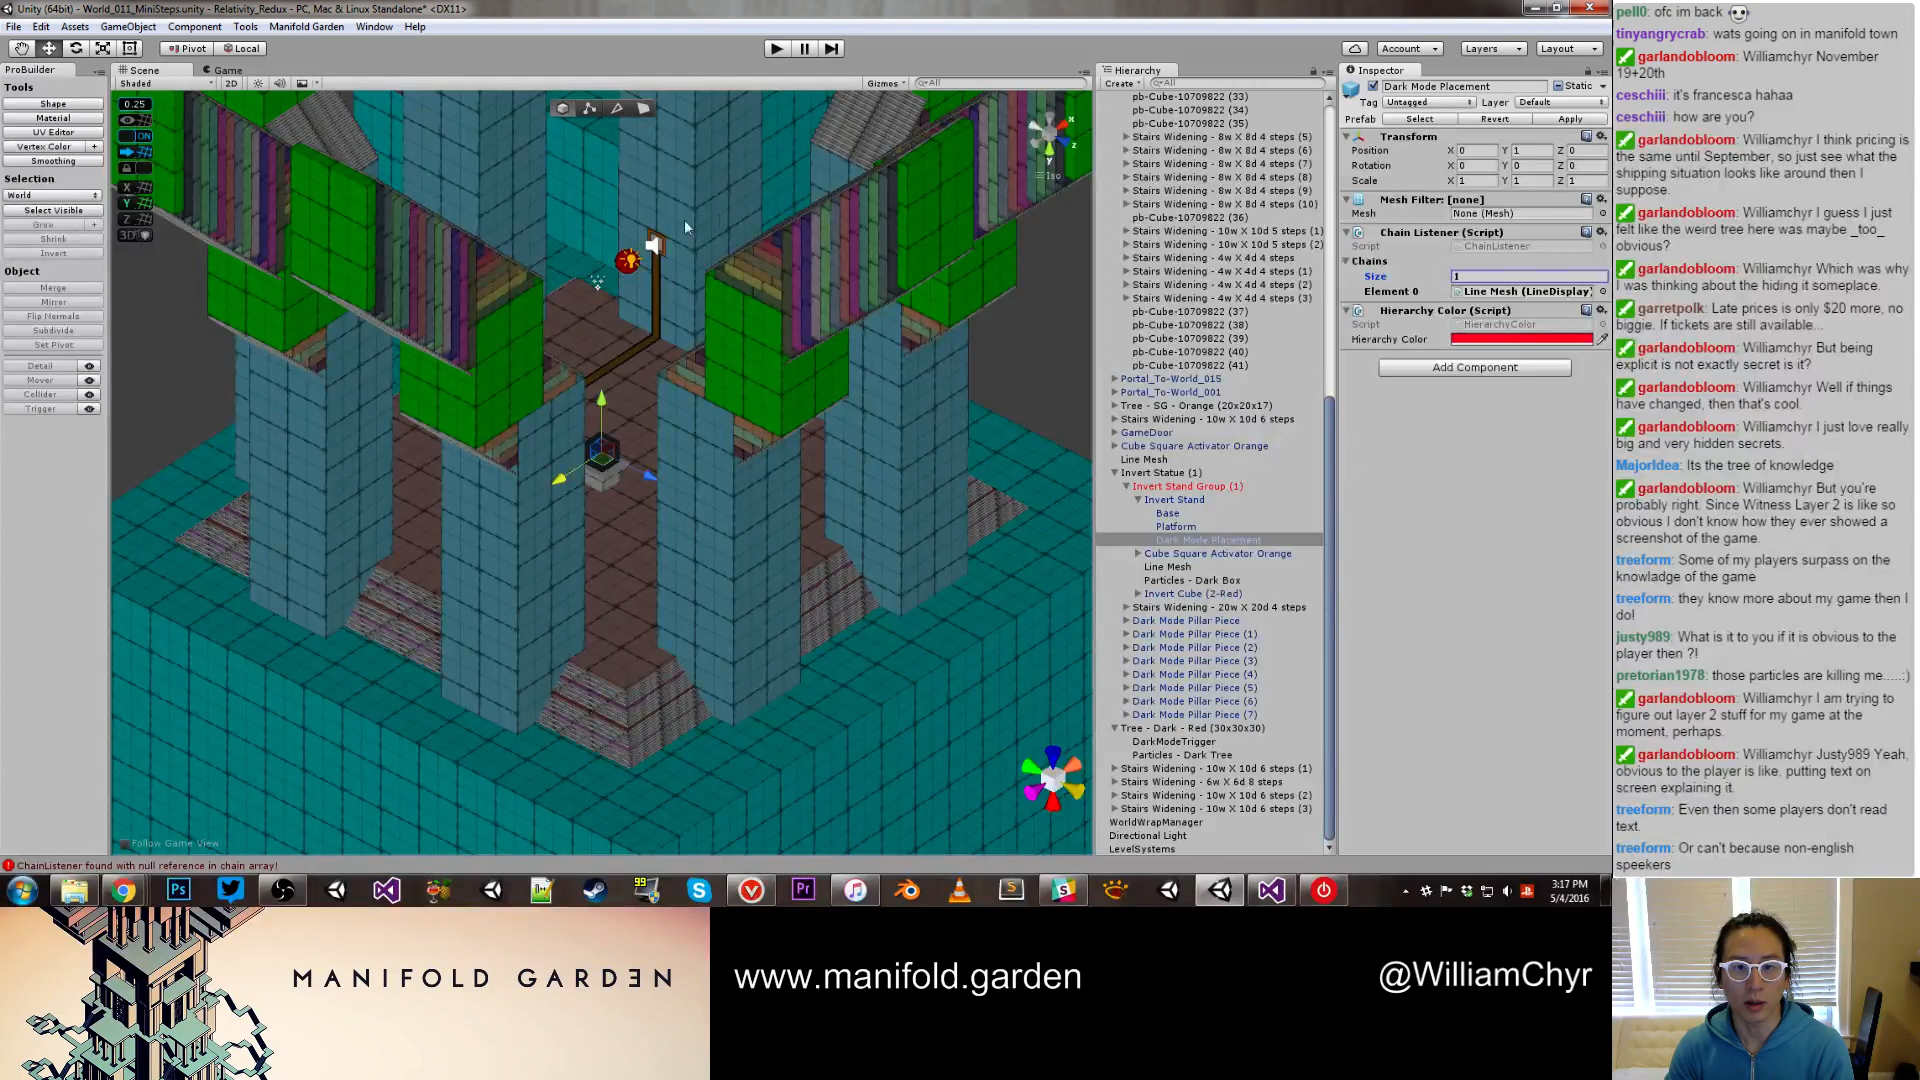 Unity (64bit) - World_011_MiniSteps.unity - Relativity_Redux - PC, Mac & Linux Standalone* <DX11>
File Edit Assets GameObject Component Tools Manifold Garden Window Help
Pivot Local
Account Layers Layout
ProBuilder
Tools
Shape
Material
UV Editor
Vertex Color +
Smoothing
Selection
World
Select Visible
Grow +
Shrink
Invert
Object
Merge
Mirror
Flip Normals
Subdivide
Set Pivot
Detail
Mover
Collider
Trigger
Scene Game
Shaded 2D Gizmos All
0.25
ON
X
Y
Z
3D
x
z
y
Iso
Follow Game View
Hierarchy
Create All
pb-Cube-10709822 (33)
pb-Cube-10709822 (34)
pb-Cube-10709822 (35)
Stairs Widening - 8w X 8d 4 steps (5)
Stairs Widening - 8w X 8d 4 steps (6)
Stairs Widening - 8w X 8d 4 steps (7)
Stairs Widening - 8w X 8d 4 steps (8)
Stairs Widening - 8w X 8d 4 steps (9)
Stairs Widening - 8w X 8d 4 steps (10)
pb-Cube-10709822 (36)
Stairs Widening - 10w X 10d 5 steps (1)
Stairs Widening - 10w X 10d 5 steps (2)
Stairs Widening - 4w X 4d 4 steps
Stairs Widening - 4w X 4d 4 steps (1)
Stairs Widening - 4w X 4d 4 steps (2)
Stairs Widening - 4w X 4d 4 steps (3)
pb-Cube-10709822 (37)
pb-Cube-10709822 (38)
pb-Cube-10709822 (39)
pb-Cube-10709822 (40)
pb-Cube-10709822 (41)
Portal_To-World_015
Portal_To-World_001
Tree - SG - Orange (20x20x17)
Stairs Widening - 10w X 10d 6 steps
GameDoor
Cube Square Activator Orange
Line Mesh
Invert Statue (1)
Invert Stand Group (1)
Invert Stand
Base
Platform
Dark Mode Placement
Cube Square Activator Orange
Line Mesh
Particles - Dark Box
Invert Cube (2-Red)
Stairs Widening - 20w X 20d 4 steps
Dark Mode Pillar Piece
Dark Mode Pillar Piece (1)
Dark Mode Pillar Piece (2)
Dark Mode Pillar Piece (3)
Dark Mode Pillar Piece (4)
Dark Mode Pillar Piece (5)
Dark Mode Pillar Piece (6)
Dark Mode Pillar Piece (7)
Tree - Dark - Red (30x30x30)
DarkModeTrigger
Particles - Dark Tree
Stairs Widening - 10w X 10d 6 steps (1)
Stairs Widening - 6w X 6d 8 steps
Stairs Widening - 10w X 10d 6 steps (2)
Stairs Widening - 10w X 10d 6 steps (3)
WorldWrapManager
Directional Light
LevelSystems
Inspector
Dark Mode Placement Static
Tag Untagged Layer Default
Prefab Select Revert Apply
Transform
Position X 0 Y 1 Z 0
Rotation X 0 Y 0 Z 0
Scale X 1 Y 1 Z 1
Mesh Filter: [none]
Mesh None (Mesh)
Chain Listener (Script)
Script ChainListener
Chains
Size 1
Element 0 Line Mesh (LineDisplay)
Hierarchy Color (Script)
Script HierarchyColor
Hierarchy Color
Add Component
ChainListener found with null reference in chain array!
Ps 99 Pr S
3:17 PM
5/4/2016
pell0: ofc im back
tinyangrycrab: wats going on in manifold town
garlandobloom: Williamchyr November
19+20th
ceschiii: it's francesca hahaa
ceschiii: how are you?
garlandobloom: Williamchyr I think pricing is
the same until September, so just see what the
shipping situation looks like around then I
suppose.
garlandobloom: Williamchyr I guess I just
felt like the weird tree here was maybe _too_
obvious?
garlandobloom: Williamchyr Which was why
I was thinking about the hiding it someplace.
garretpolk: Late prices is only $20 more, no
biggie. If tickets are still available...
garlandobloom: Williamchyr But being
explicit is not exactly secret is it?
garlandobloom: Williamchyr Well if things
have changed, then that's cool.
garlandobloom: Williamchyr I just love really
big and very hidden secrets.
MajorIdea: Its the tree of knowledge
garlandobloom: Williamchyr But you're
probably right. Since Witness Layer 2 is like so
obvious I don't know how they ever showed a
screenshot of the game.
treeform: Some of my players surpass on the
knowladge of the game
treeform: they know more about my game then I
do!
justy989: What is it to you if it is obvious to the
player then ?!
pretorian1978: those particles are killing me.....:)
garlandobloom: Williamchyr I am trying to
figure out layer 2 stuff for my game at the
moment, perhaps.
garlandobloom: Williamchyr Justy989 Yeah,
obvious to the player is like, putting text on
screen explaining it.
treeform: Even then some players don't read
text.
treeform: Or can't because non-english
speekers
MANIFOLD GARDƎN
www.manifold.garden
@WilliamChyr